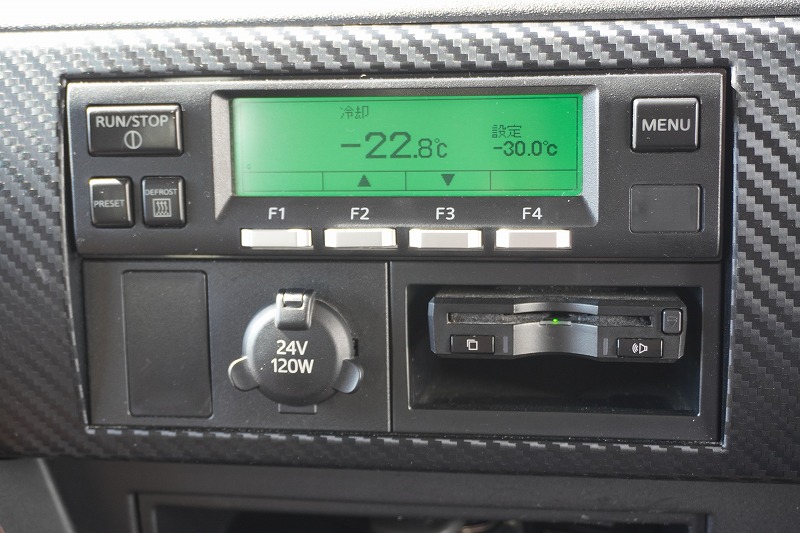 RUN/STOP
冷却
-22.8℃
設定
-30.0℃
MENU
PRESET
DEFROST
▲ ▼
F1 F2 F3 F4
24V
120W